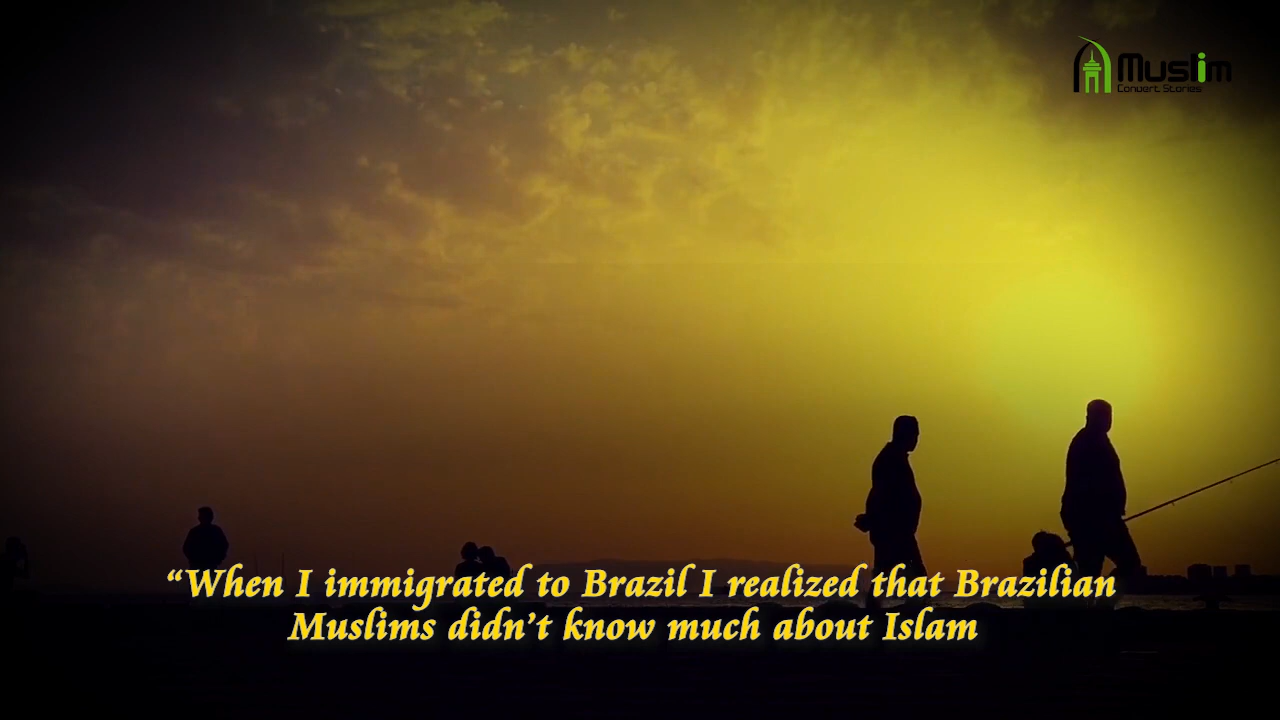 Muslim
Convert Stories
“When I immigrated to Brazil I realized that Brazilian
Muslims didn’t know much about Islam